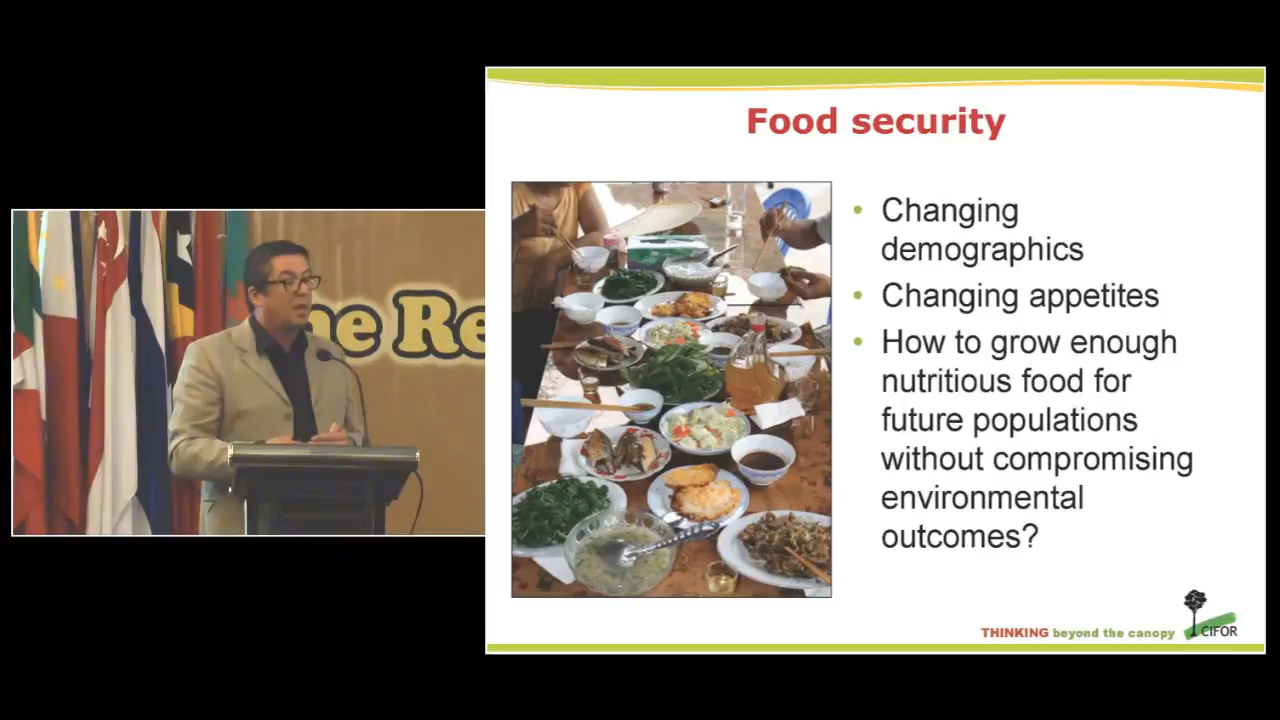 he Re
Food security
• Changing
demographics
• Changing appetites
• How to grow enough
nutritious food for
future populations
without compromising
environmental
outcomes?
THINKING beyond the canopy
CIFOR